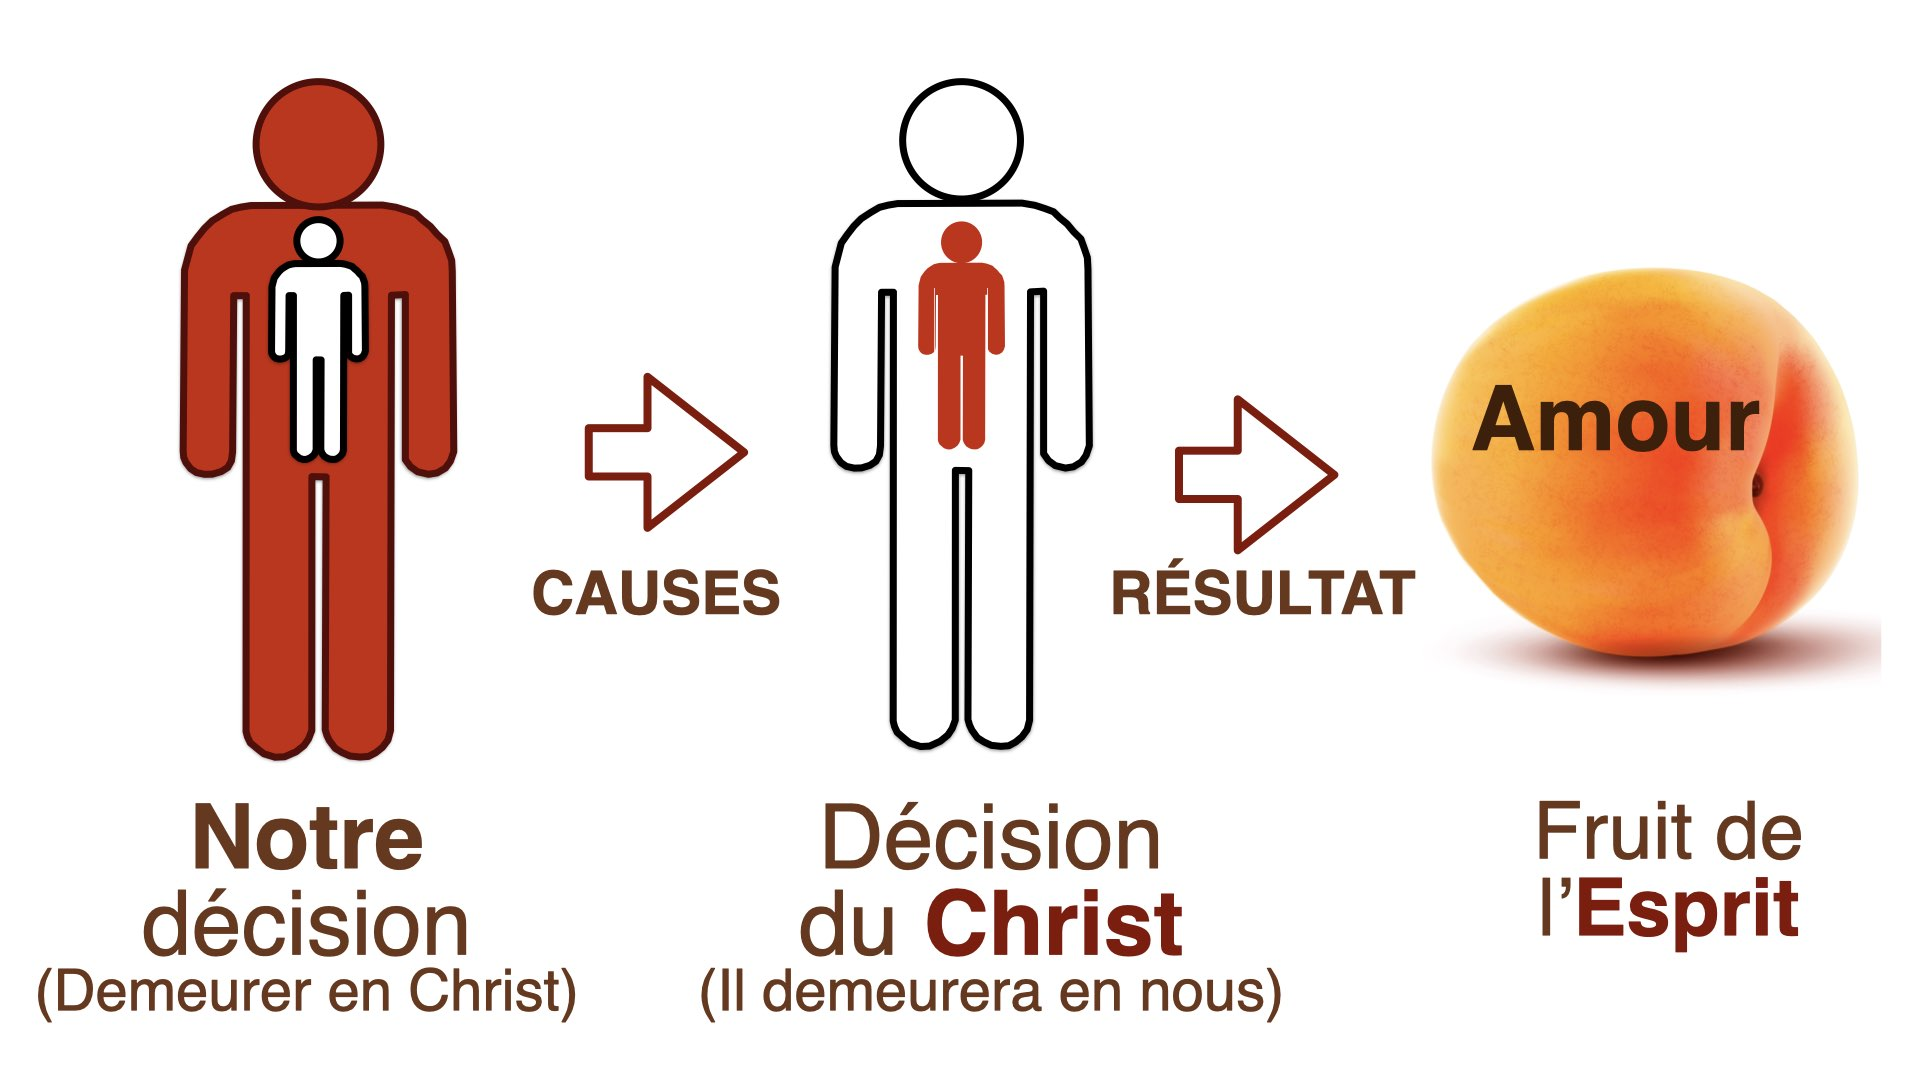 Amour
CAUSES
RÉSULTAT
Notre
décision
(Demeurer en Christ)
Décision
du Christ
(Il demeurera en nous)
Fruit de
l’Esprit